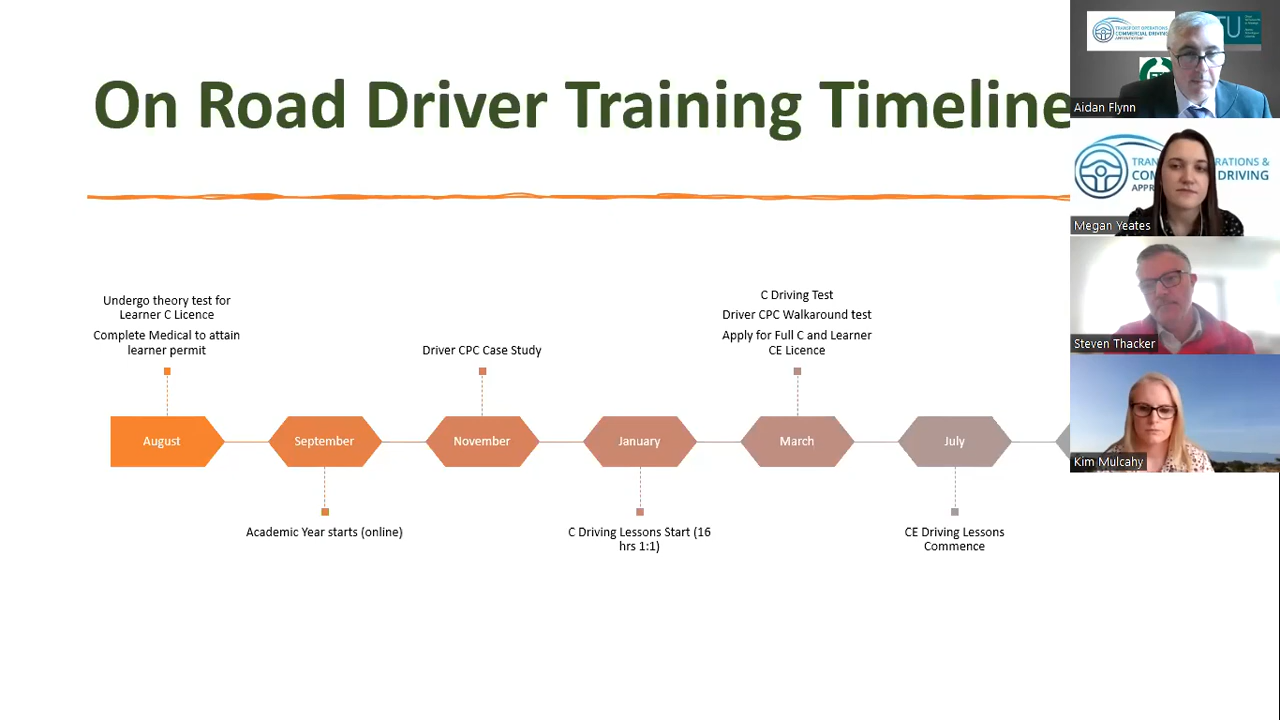 On Road Driver Training Timeline
Undergo theory test for
Learner C Licence
Complete Medical to attain
learner permit
Driver CPC Case Study
C Driving Test
Driver CPC Walkaround test
Apply for Full C and Learner
CE Licence
August
September
November
January
March
July
Academic Year starts (online)
C Driving Lessons Start (16
hrs 1:1)
CE Driving Lessons
Commence
TRANSPORT OPERATIONS
COMMERCIAL DRIVING
Aidan Flynn
DRIVING
Megan Yeates
Steven Thacker
Kim Mulcahy